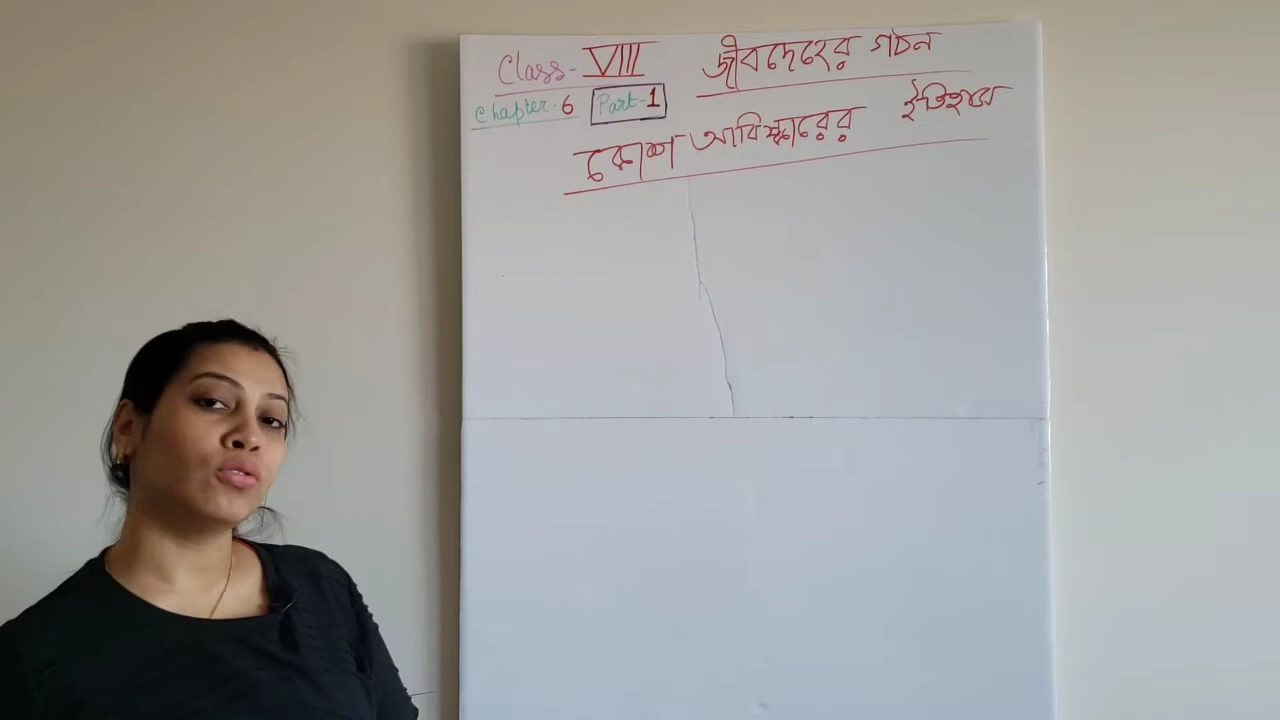 Class- VIII জীবদেহের গঠন
Chapter-6 Part-1
কোশ আবিষ্কারের ইতিহাস